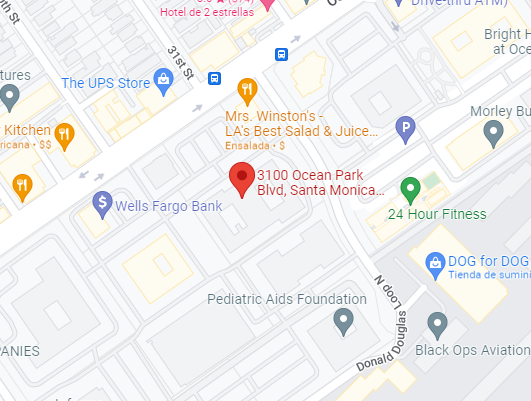 Hotel de 2 estrellas
Drive-thru ATM)
Bright H
at Oce
31st St
The UPS Store
tures
Mrs. Winston's -
LA's Best Salad & Juice...
Ensalada • $
Morley Bu
Kitchen
ricana • $$
P
3100 Ocean Park
Blvd, Santa Monica...
$
Wells Fargo Bank
24 Hour Fitness
DOG for DOG
Tienda de sumini
Loop N
Pediatric Aids Foundation
Donald Douglas
Black Ops Aviation
PANIES